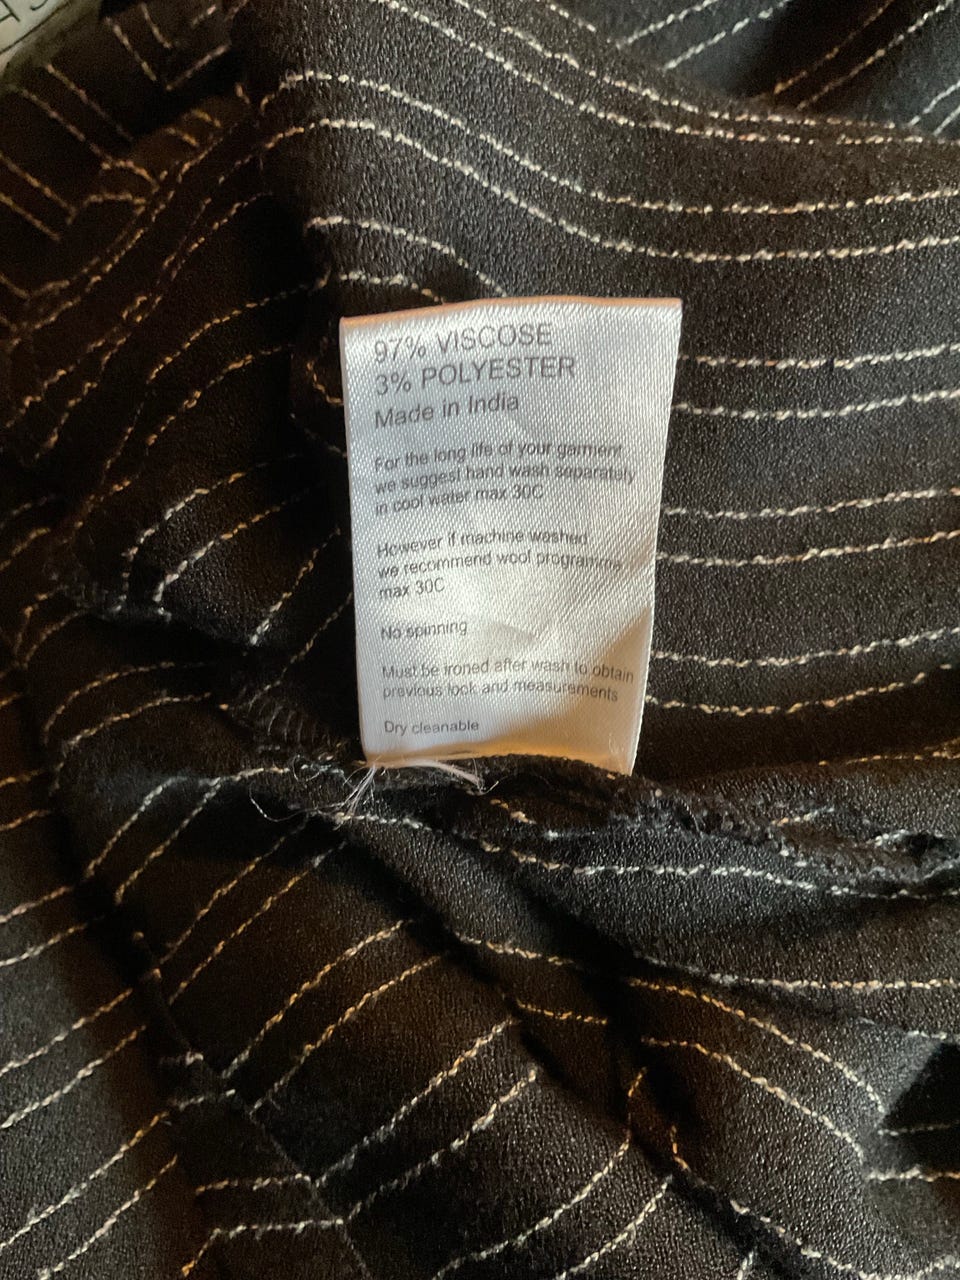 97% VISCOSE
3% POLYESTER
Made in India
For the long life of your garment
we suggest hand wash separately
in cool water max 30C
However if machine washed
we recommend wool programme
max 30C
No spinning
Must be ironed after wash to obtain
previous look and measurements
Dry cleanable